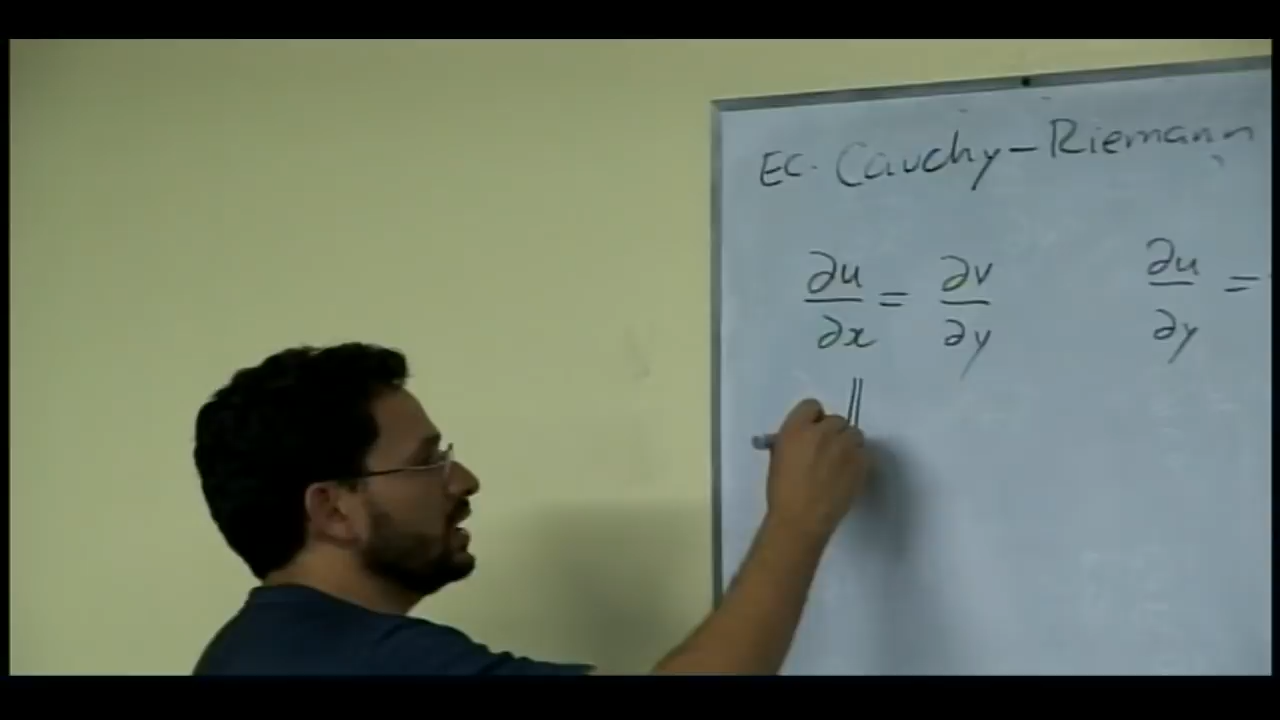 EC. Cauchy-Riemann
∂u/∂x = ∂v/∂y ∂u/∂y =